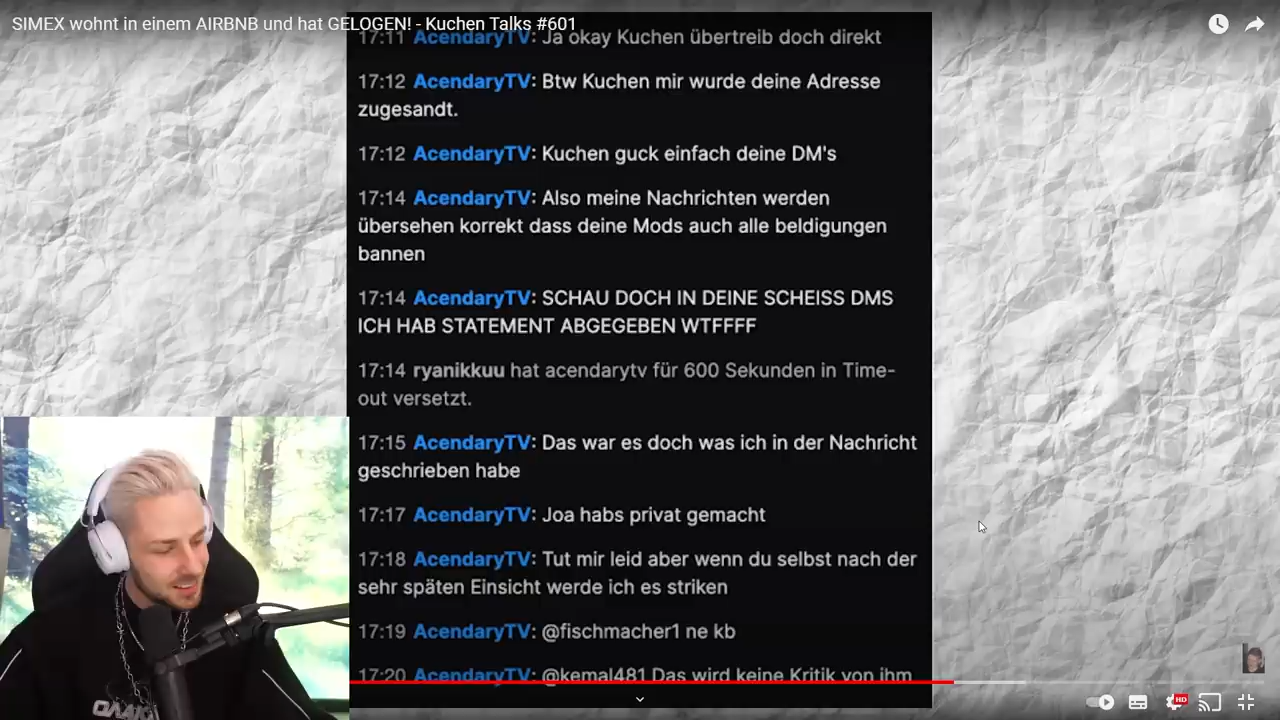 SIMEX wohnt in einem AIRBNB und hat GELOGEN! - Kuchen Talks #601
17:11 AcendaryTV: Ja okay Kuchen übertreib doch direkt
17:12 AcendaryTV: Btw Kuchen mir wurde deine Adresse
zugesandt.
17:12 AcendaryTV: Kuchen guck einfach deine DM's
17:14 AcendaryTV: Also meine Nachrichten werden
übersehen korrekt dass deine Mods auch alle beldigungen
bannen
17:14 AcendaryTV: SCHAU DOCH IN DEINE SCHEISS DMS
ICH HAB STATEMENT ABGEGEBEN WTFFFF
17:14 ryanikkuu hat acendarytv für 600 Sekunden in Time-
out versetzt.
17:15 AcendaryTV: Das war es doch was ich in der Nachricht
geschrieben habe
17:17 AcendaryTV: Joa habs privat gemacht
17:18 AcendaryTV: Tut mir leid aber wenn du selbst nach der
sehr späten Einsicht werde ich es striken
17:19 AcendaryTV: @fischmacher1 ne kb
17:20 AcendaryTV: @kemal481 Das wird keine Kritik von ihm
HD